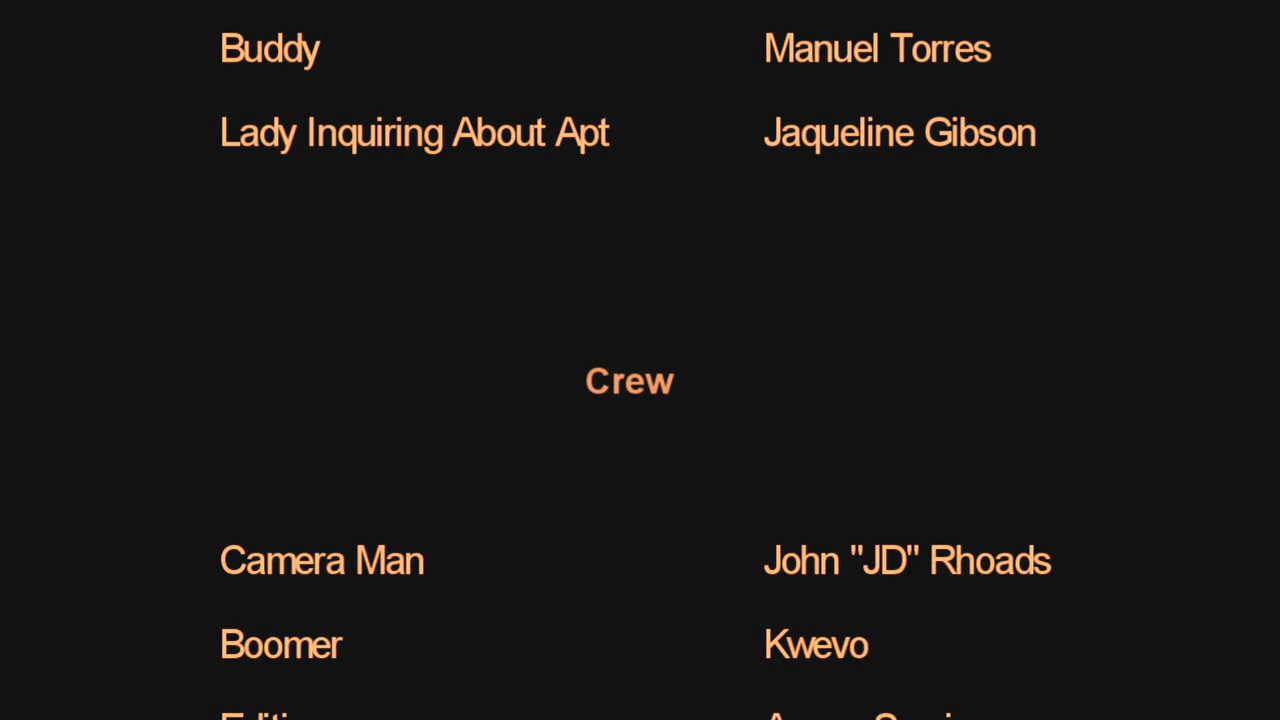 Buddy Manuel Torres
Lady Inquiring About Apt Jaqueline Gibson
Crew
Camera Man John "JD" Rhoads
Boomer Kwevo